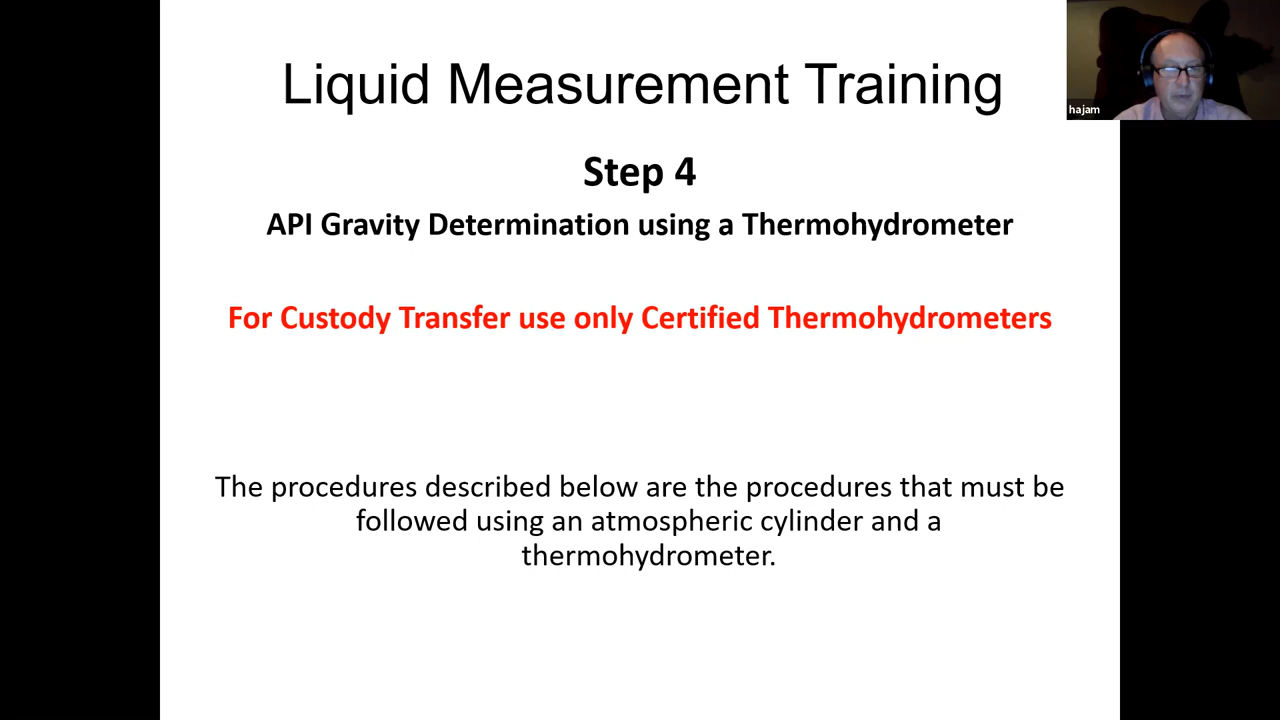 Liquid Measurement Training
hajam
Step 4
API Gravity Determination using a Thermohydrometer
For Custody Transfer use only Certified Thermohydrometers
The procedures described below are the procedures that must be
followed using an atmospheric cylinder and a
thermohydrometer.